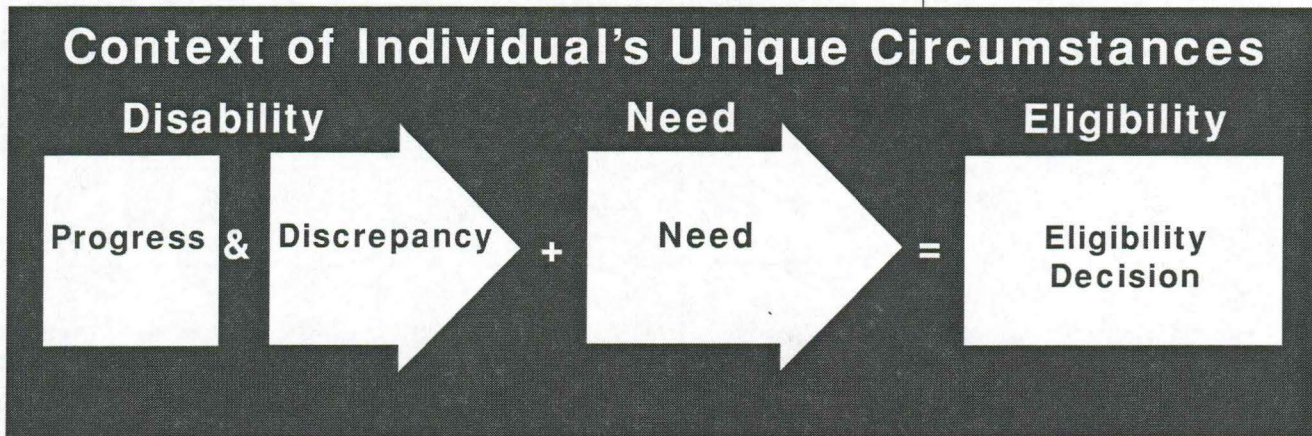 Context of Individual's Unique Circumstances
Disability Need Eligibility
Progress & Discrepancy + Need = Eligibility
Decision